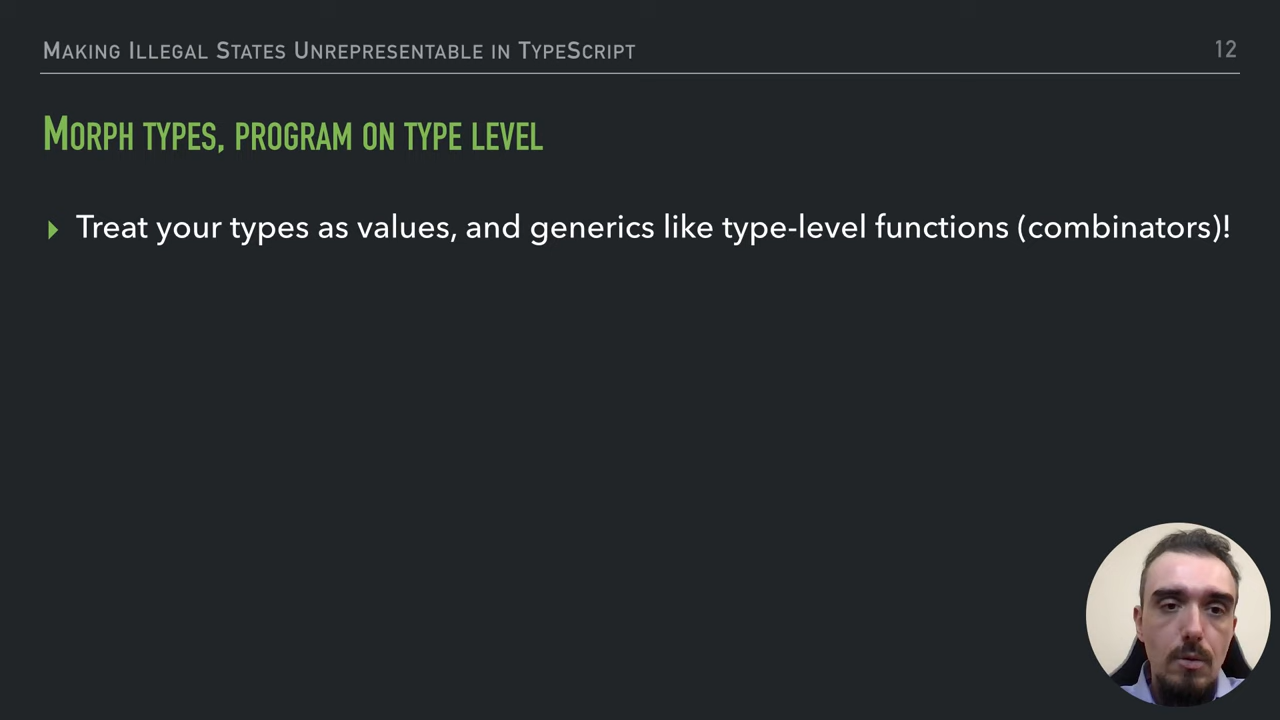 Making Illegal States Unrepresentable in TypeScript
12
Morph types, program on type level
Treat your types as values, and generics like type-level functions (combinators)!